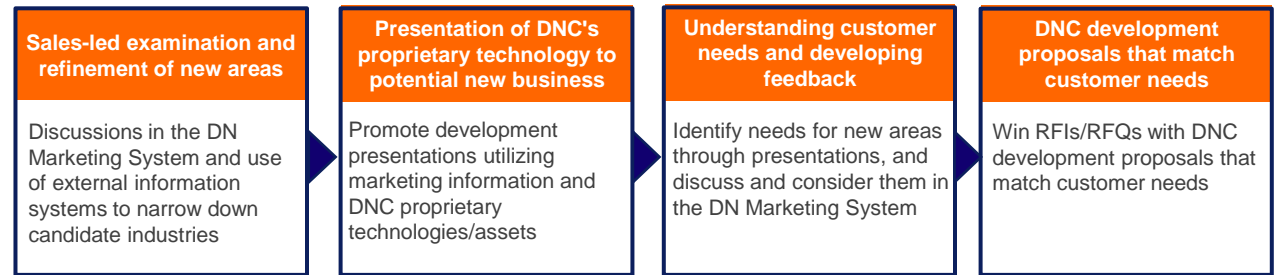 Sales-led examination and
refinement of new areas
Discussions in the DN
Marketing System and use
of external information
systems to narrow down
candidate industries
Presentation of DNC's
proprietary technology to
potential new business
Promote development
presentations utilizing
marketing information and
DNC proprietary
technologies/assets
Understanding customer
needs and developing
feedback
Identify needs for new areas
through presentations, and
discuss and consider them in
the DN Marketing System
DNC development
proposals that match
customer needs
Win RFIs/RFQs with DNC
development proposals that
match customer needs